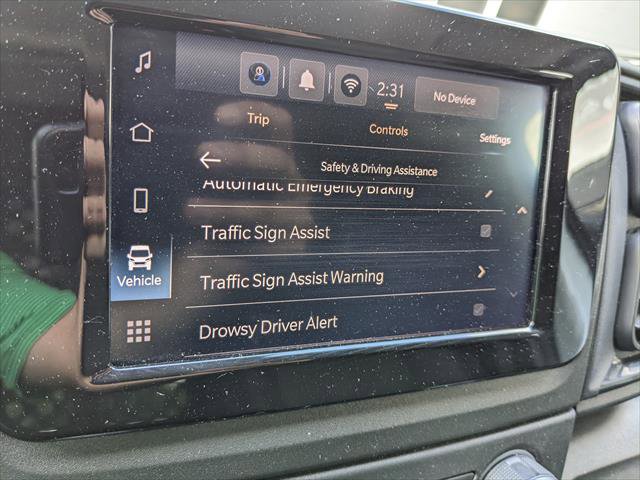 2:31
No Device
Trip
Controls
Settings
Safety & Driving Assistance
Automatic Emergency Braking
Traffic Sign Assist
Vehicle
Traffic Sign Assist Warning
Drowsy Driver Alert